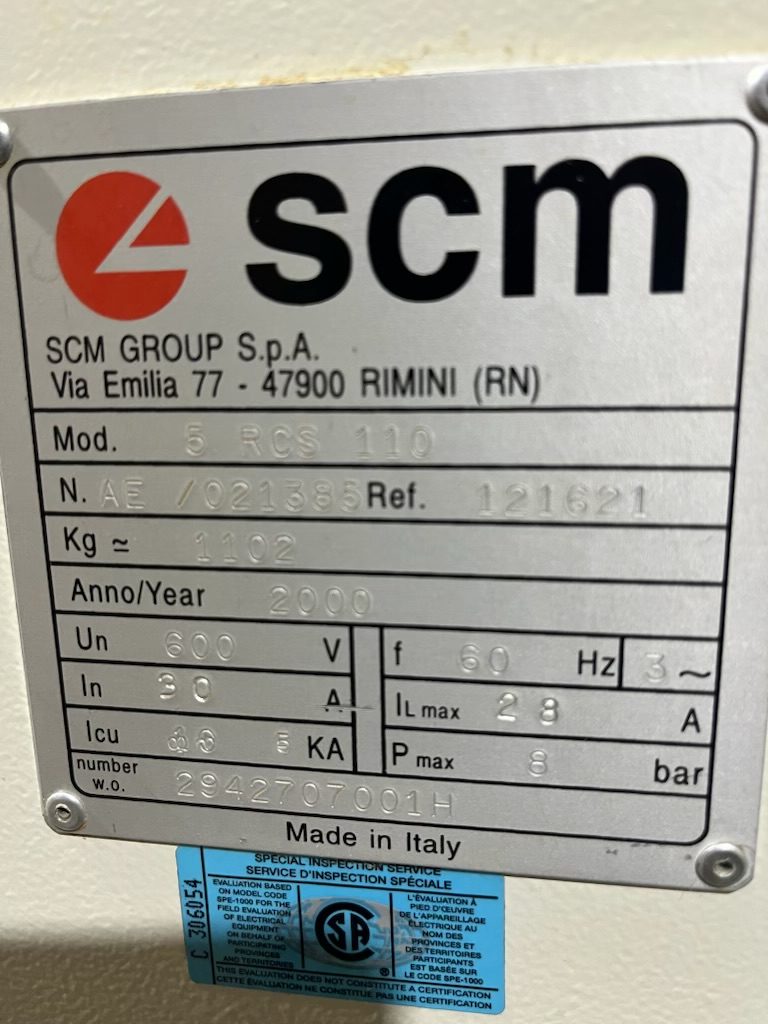 scm
SCM GROUP S.p.A.
Via Emilia 77 - 47900 RIMINI (RN)
Mod. 5 RCS 110
N. AE /021385 Ref. 121621
Kg ≃ 1102
Anno/Year 2000
Un 600 V f 60 Hz 3~
In 30 A IL max 28 A
Icu 5 KA P max 8 bar
number w.o. 2942707001H
Made in Italy
C 306054
SPECIAL INSPECTION SERVICE
SERVICE D'INSPECTION SPÉCIALE
EVALUATION BASED
ON MODEL CODE
SPE-1000 FOR THE
FIELD EVALUATION
OF ELECTRICAL
EQUIPMENT
ON BEHALF OF
PARTICIPATING
PROVINCES
AND TERRITORIES
CSA
®
L'ÉVALUATION À
PIED D'ŒUVRE
DE L'APPAREILLAGE
ÉLECTRIQUE AU
NOM DES
PROVINCES ET
DES TERRITOIRES
PARTICIPANTS
EST BASÉE SUR
LE CODE SPE-1000
THIS EVALUATION DOES NOT CONSTITUTE A CERTIFICATION
CETTE ÉVALUATION NE CONSTITUE PAS UNE CERTIFICATION